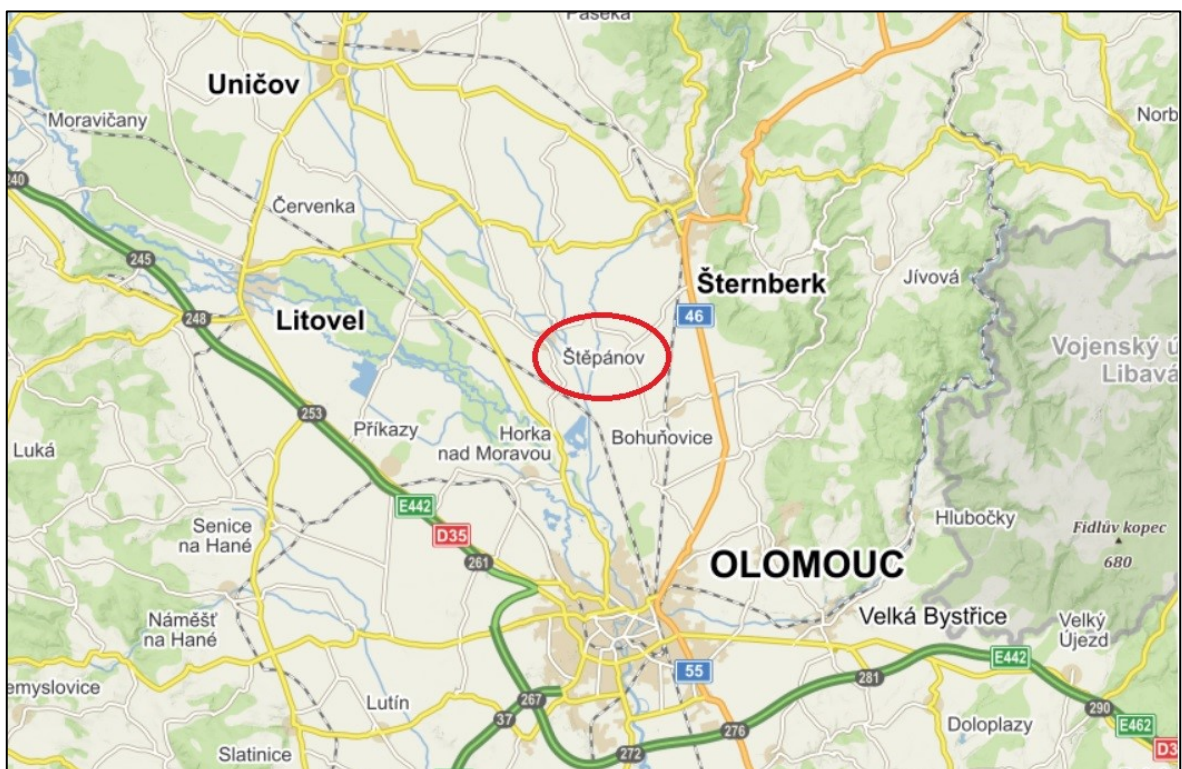 Paseka
Uničov
Norb
Moravičany
240
Červenka
245
Šternberk
Jívová
Litovel
248
46
Štěpánov
Vojenský ú
Libavá
253
Příkazy
Horka
nad Moravou
Bohuňovice
Luká
E442
Senice
na Hané
D35
Hlubočky
Fidlův kopec
680
261
OLOMOUC
Náměšť
na Hané
Velká Bystřice
Velký
Újezd
E442
55
281
emyslovice
Lutín
267
37
290
276
Doloplazy
E462
Slatinice
272
D3